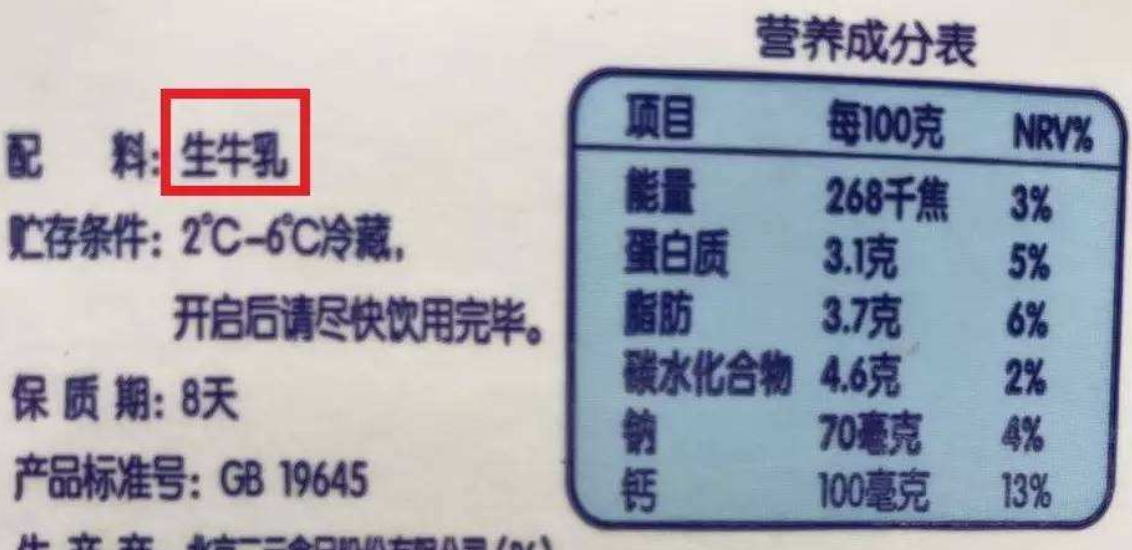 营养成分表
配 料: 生牛乳
贮存条件: 2℃-6℃冷藏,
开启后请尽快饮用完毕。
保 质 期: 8天
产品标准号: GB 19645
项目 每100克 NRV%
能量 268千焦 3%
蛋白质 3.1克 5%
脂肪 3.7克 6%
碳水化合物 4.6克 2%
钠 70毫克 4%
钙 100毫克 13%